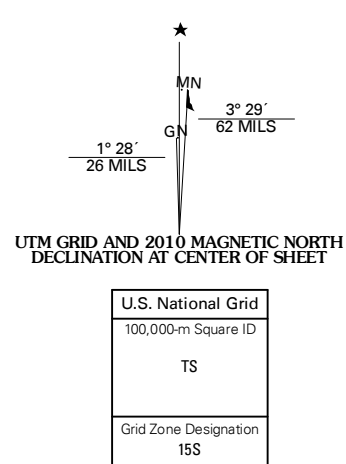 MN
3° 29´
62 MILS
GN
1° 28´
26 MILS
UTM GRID AND 2010 MAGNETIC NORTH
DECLINATION AT CENTER OF SHEET
U.S. National Grid
100,000-m Square ID
TS
Grid Zone Designation
15S